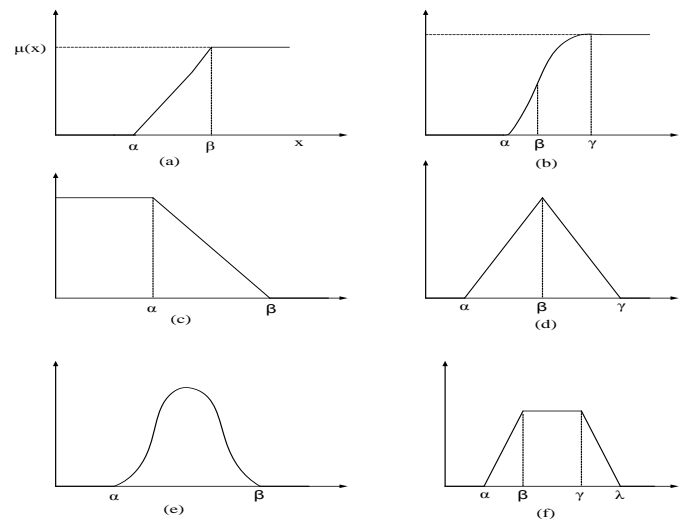 μ(x)
α β x
(a)
α β γ
(b)
α β
(c)
α β γ
(d)
α β
(e)
α β γ λ
(f)